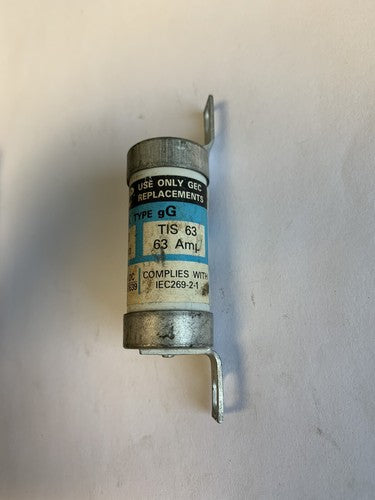 USE ONLY GEC
REPLACEMENTS
TYPE gG
TIS 63
63 Amp
COMPLIES WITH
IEC269-2-1